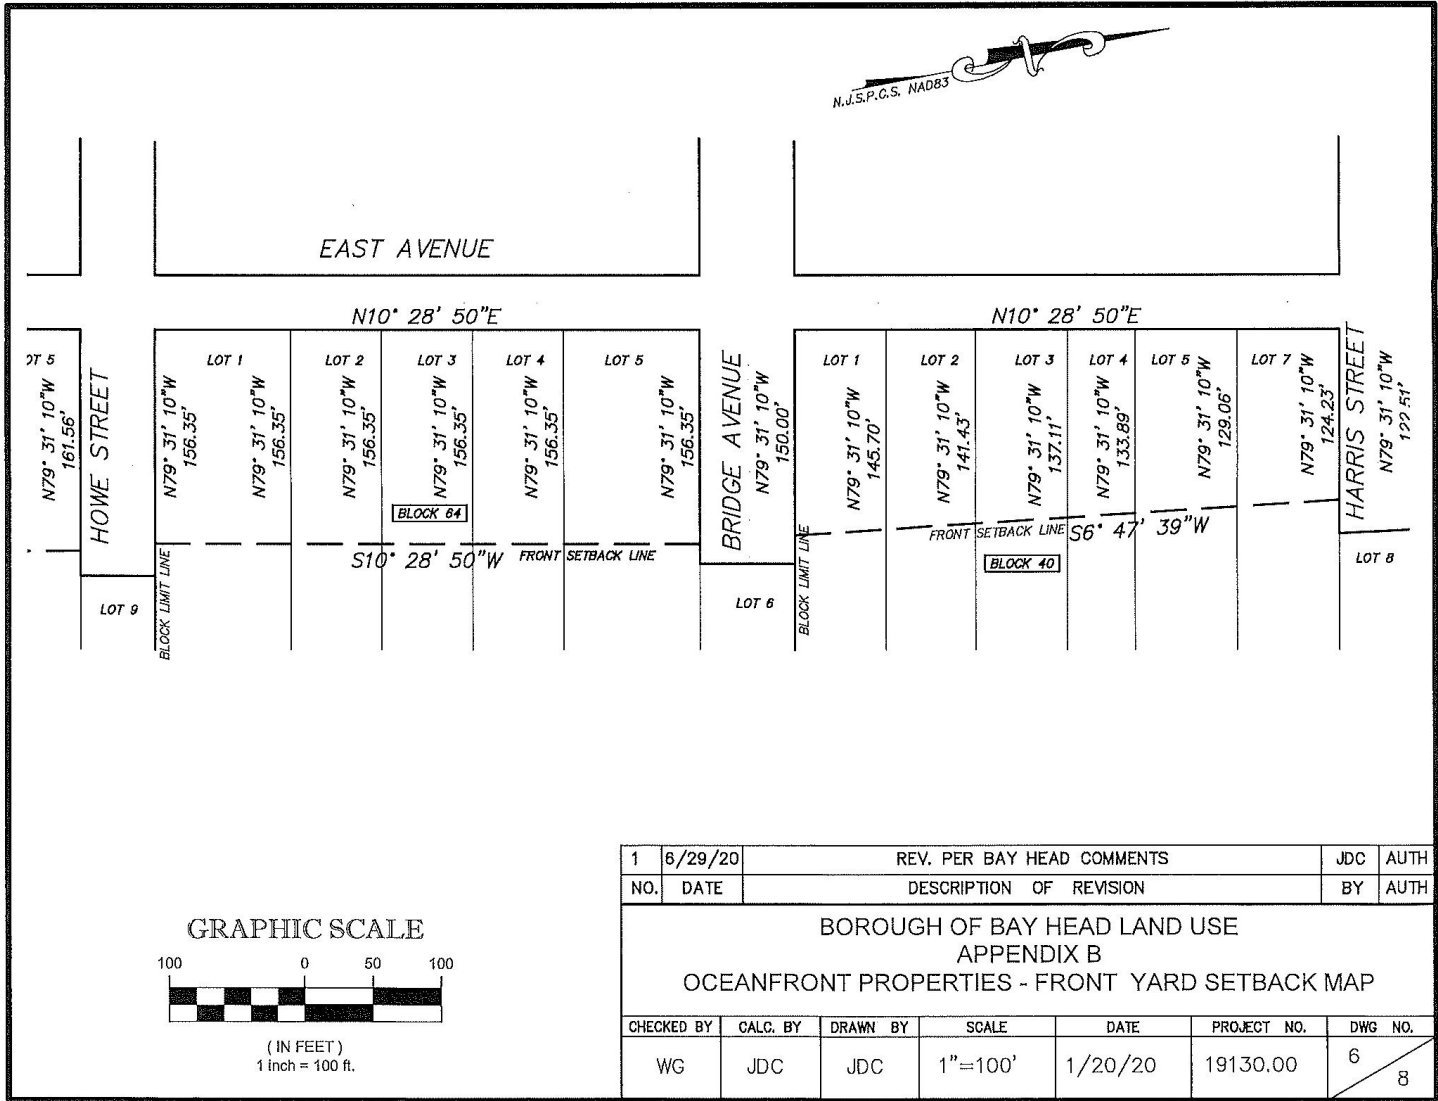 N.J.S.P.C.S. NAD83
EAST AVENUE
N10° 28' 50"E
N10° 28' 50"E
OT 5
N79° 31' 10"W
161.56'
HOWE STREET
LOT 9
LOT 1
LOT 2
LOT 3
LOT 4
LOT 5
N79° 31' 10"W
156.35'
N79° 31' 10"W
156.35'
N79° 31' 10"W
156.35'
N79° 31' 10"W
156.35'
N79° 31' 10"W
156.35'
N79° 31' 10"W
156.35'
BLOCK 64
S10° 28' 50"W
FRONT SETBACK LINE
BLOCK LIMIT LINE
BRIDGE AVENUE
N79° 31' 10"W
150.00'
LOT 6
LOT 1
LOT 2
LOT 3
LOT 4
LOT 5
LOT 7
N79° 31' 10"W
145.70'
N79° 31' 10"W
141.43'
N79° 31' 10"W
137.11'
N79° 31' 10"W
133.89'
N79° 31' 10"W
129.06'
N79° 31' 10"W
124.23'
FRONT SETBACK LINE
S6° 47' 39"W
BLOCK 40
BLOCK LIMIT LINE
HARRIS STREET
N79° 31' 10"W
122.51'
LOT 8
GRAPHIC SCALE
100 0 50 100
( IN FEET )
1 inch = 100 ft.
1 6/29/20 REV. PER BAY HEAD COMMENTS JDC AUTH
NO. DATE DESCRIPTION OF REVISION BY AUTH
BOROUGH OF BAY HEAD LAND USE
APPENDIX B
OCEANFRONT PROPERTIES - FRONT YARD SETBACK MAP
CHECKED BY CALC. BY DRAWN BY SCALE DATE PROJECT NO. DWG NO.
WG JDC JDC 1"=100' 1/20/20 19130.00 6
8